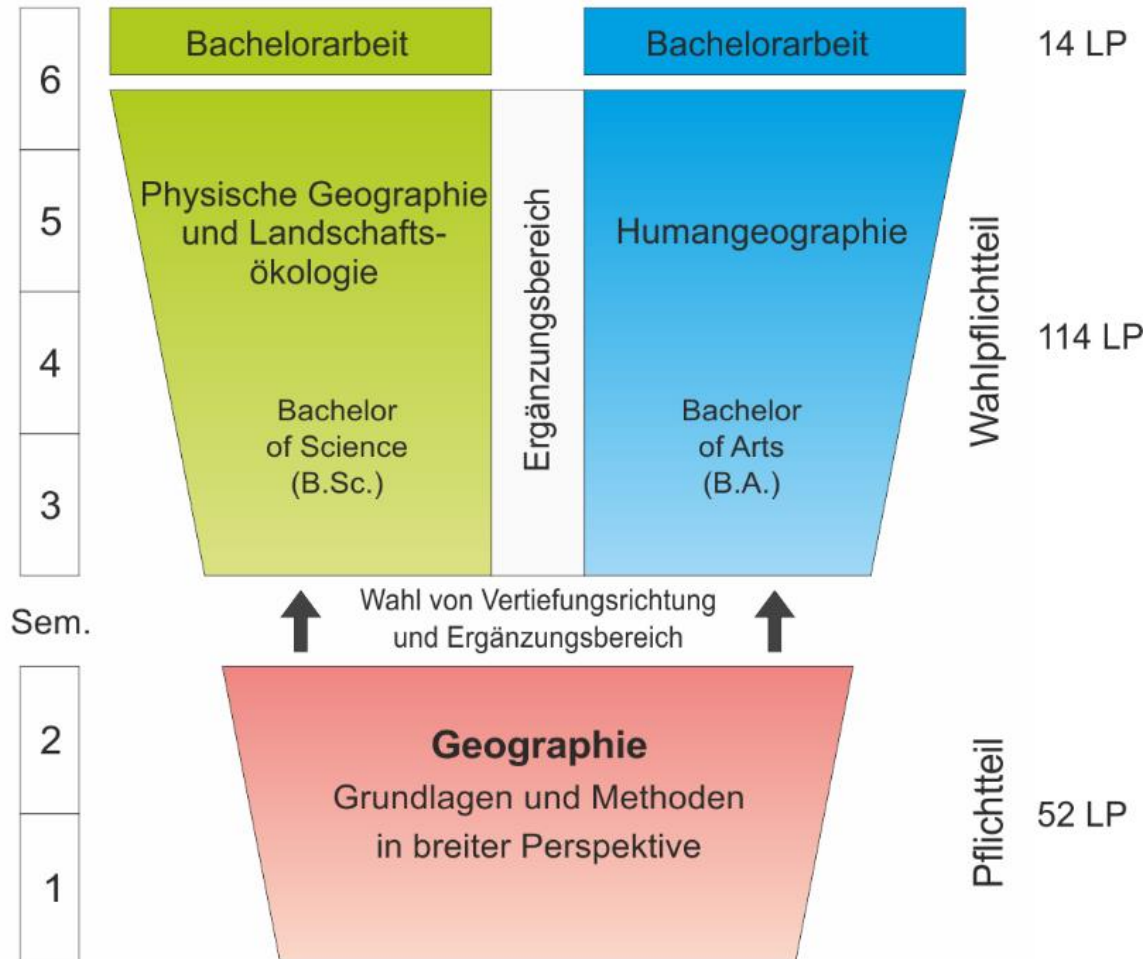 6
Bachelorarbeit
Bachelorarbeit
14 LP
5
Physische Geographie
und Landschafts-
ökologie
Ergänzungsbereich
Humangeographie
Wahlpflichtteil
114 LP
4
Bachelor
of Science
(B.Sc.)
Bachelor
of Arts
(B.A.)
3
Sem.
Wahl von Vertiefungsrichtung
und Ergänzungsbereich
2
Geographie
Grundlagen und Methoden
in breiter Perspektive
Pflichtteil
52 LP
1